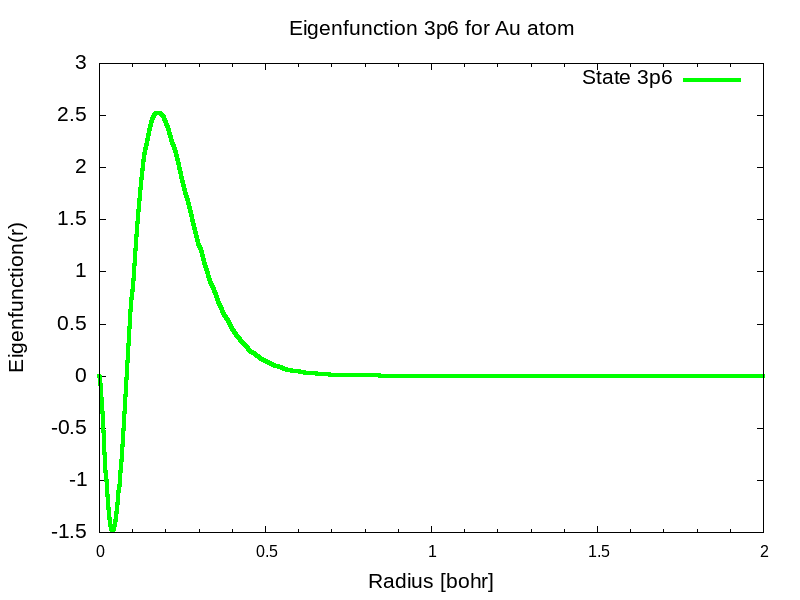 Eigenfunction 3p6 for Au atom
State 3p6
3
2.5
2
1.5
1
0.5
0
-0.5
-1
-1.5
Eigenfunction(r)
0 0.5 1 1.5 2
Radius [bohr]